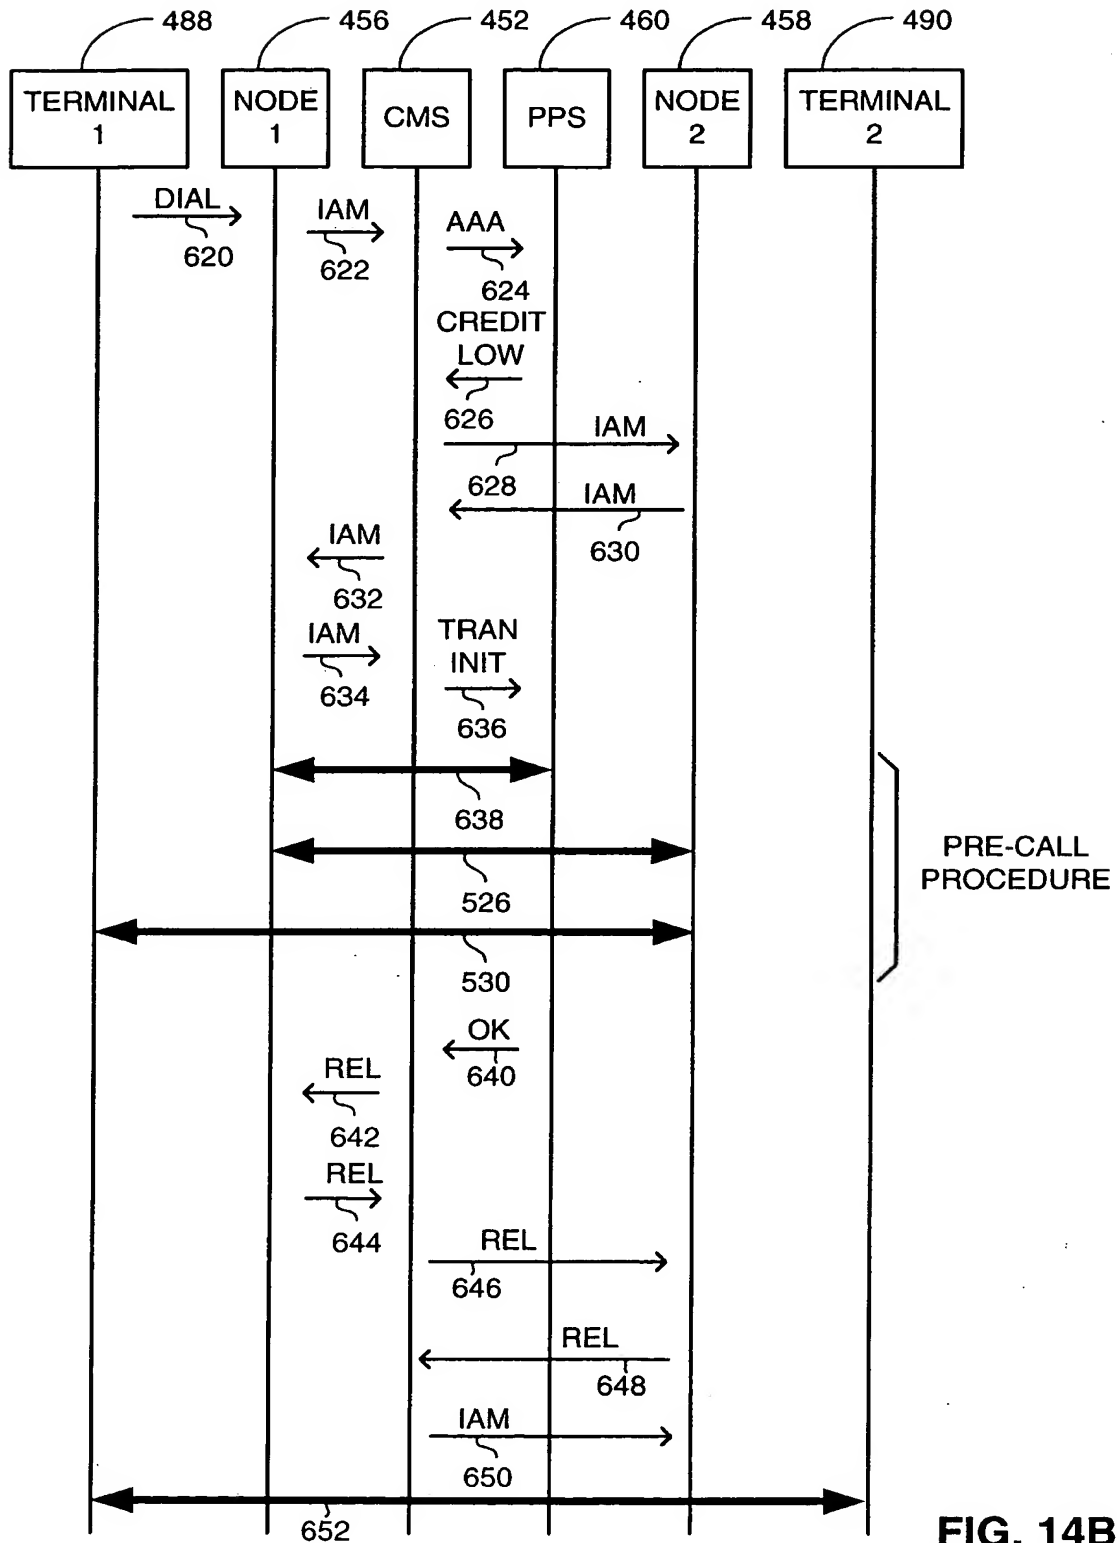 488 456 452 460 458 490
TERMINAL
1
NODE
1
CMS
PPS
NODE
2
TERMINAL
2
DIAL
620
IAM
622
AAA
624
CREDIT
LOW
626
IAM
628
IAM
630
IAM
632
IAM
634
TRAN
INIT
636
638
526
530
PRE-CALL
PROCEDURE
OK
640
REL
642
REL
644
REL
646
REL
648
IAM
650
652
FIG. 14B